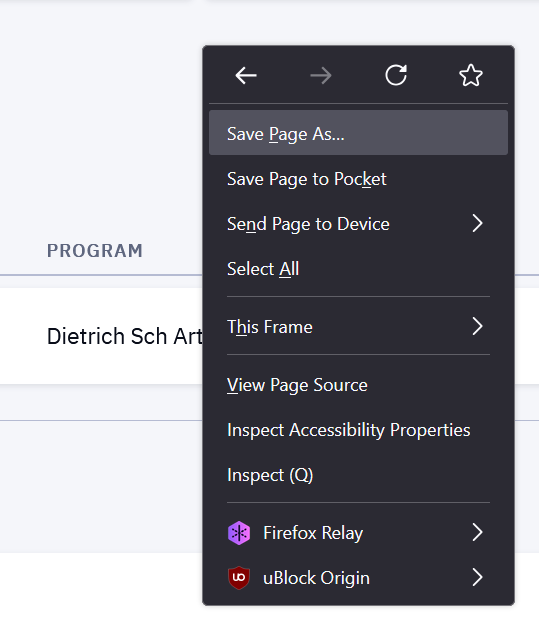 Save Page As...
Save Page to Pocket
Send Page to Device
PROGRAM
Select All
This Frame
Dietrich Sch Art
View Page Source
Inspect Accessibility Properties
Inspect (Q)
Firefox Relay
uBlock Origin